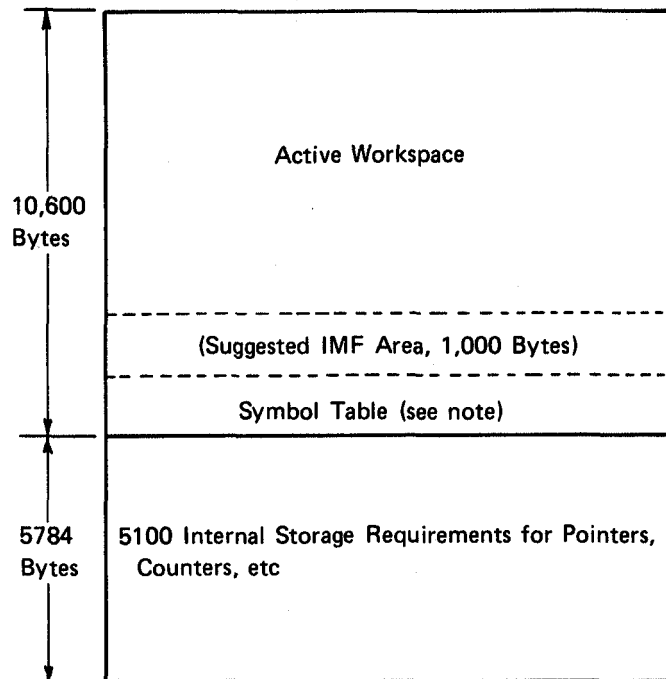 Active Workspace
10,600
Bytes
(Suggested IMF Area, 1,000 Bytes)
Symbol Table (see note)
5784
Bytes
5100 Internal Storage Requirements for Pointers,
Counters, etc